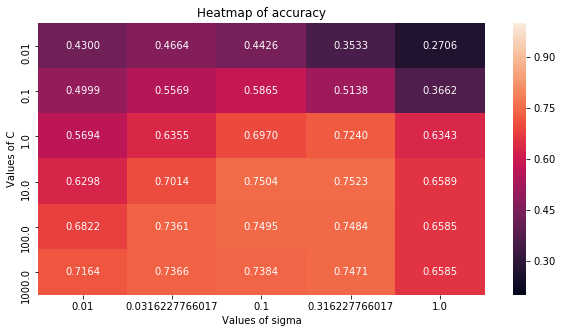 Heatmap of accuracy
Values of C
0.01 0.4300 0.4664 0.4426 0.3533 0.2706
0.1 0.4999 0.5569 0.5865 0.5138 0.3662
1.0 0.5694 0.6355 0.6970 0.7240 0.6343
10.0 0.6298 0.7014 0.7504 0.7523 0.6589
100.0 0.6822 0.7361 0.7495 0.7484 0.6585
1000.0 0.7164 0.7366 0.7384 0.7471 0.6585
0.01 0.0316227766017 0.1 0.316227766017 1.0
Values of sigma
0.90
0.75
0.60
0.45
0.30